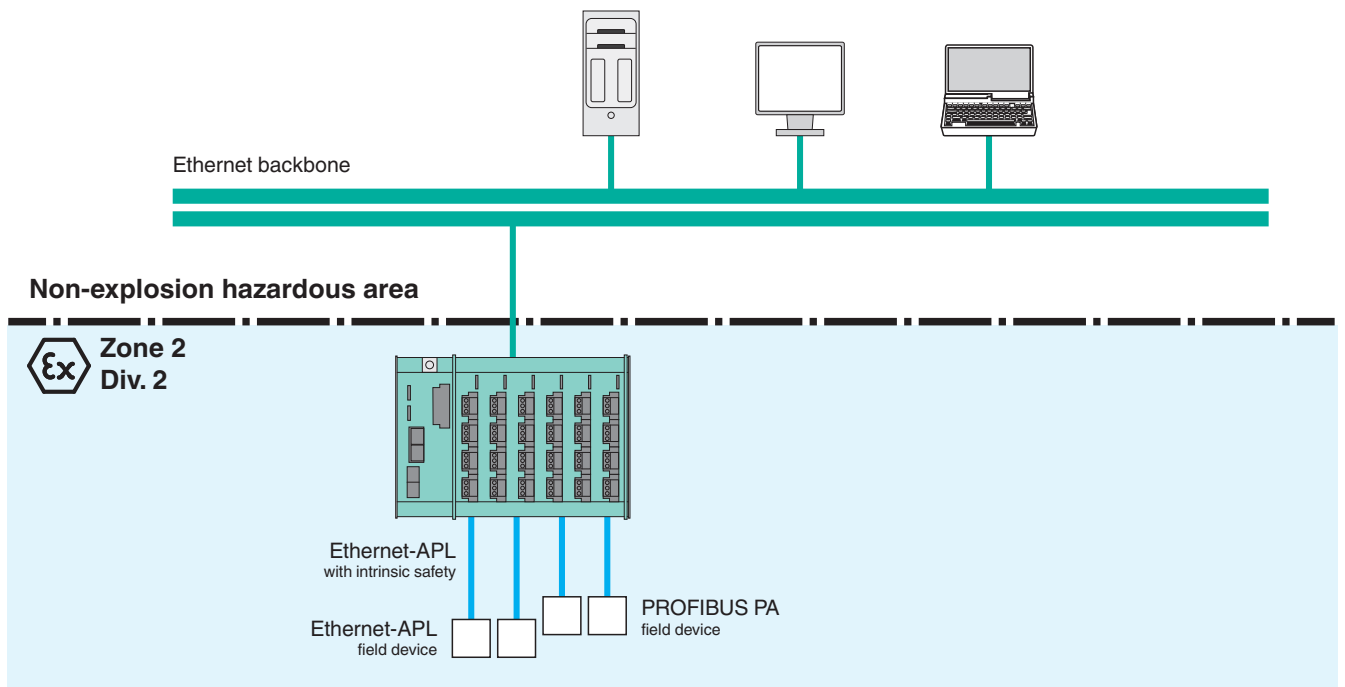 Ethernet backbone
Non-explosion hazardous area
Ex
Zone 2
Div. 2
Ethernet-APL
with intrinsic safety
PROFIBUS PA
field device
Ethernet-APL
field device